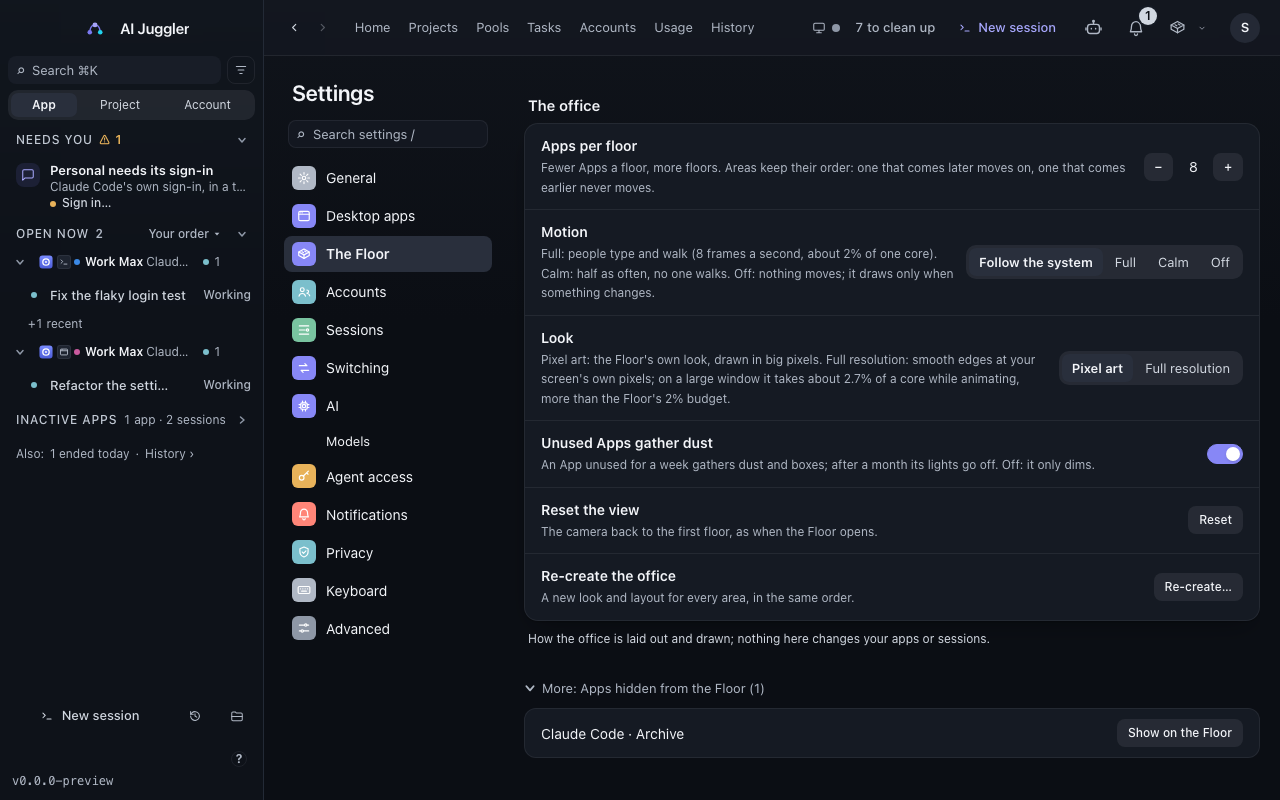 AI Juggler
Search ⌘K
App
Project
Account
NEEDS YOU 1
Personal needs its sign-in
Claude Code's own sign-in, in a t...
Sign in...
OPEN NOW 2
Your order
Work Max Claud... 1
Fix the flaky login test Working
+1 recent
Work Max Claud... 1
Refactor the setti... Working
INACTIVE APPS 1 app · 2 sessions
Also: 1 ended today · History ›
New session
?
v0.0.0-preview
Home
Projects
Pools
Tasks
Accounts
Usage
History
7 to clean up
New session
1
S
Settings
Search settings /
General
Desktop apps
The Floor
Accounts
Sessions
Switching
AI
Models
Agent access
Notifications
Privacy
Keyboard
Advanced
The office
Apps per floor
Fewer Apps a floor, more floors. Areas keep their order: one that comes later moves on, one that comes
earlier never moves.
− 8 +
Motion
Full: people type and walk (8 frames a second, about 2% of one core).
Calm: half as often, no one walks. Off: nothing moves; it draws only when
something changes.
Follow the system
Full
Calm
Off
Look
Pixel art: the Floor's own look, drawn in big pixels. Full resolution: smooth edges at your
screen's own pixels; on a large window it takes about 2.7% of a core while animating,
more than the Floor's 2% budget.
Pixel art
Full resolution
Unused Apps gather dust
An App unused for a week gathers dust and boxes; after a month its lights go off. Off: it only dims.
Reset the view
The camera back to the first floor, as when the Floor opens.
Reset
Re-create the office
A new look and layout for every area, in the same order.
Re-create...
How the office is laid out and drawn; nothing here changes your apps or sessions.
More: Apps hidden from the Floor (1)
Claude Code · Archive
Show on the Floor